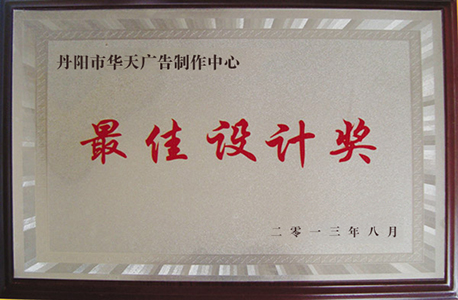 丹阳市华天广告制作中心
最佳设计奖
二零一三年八月